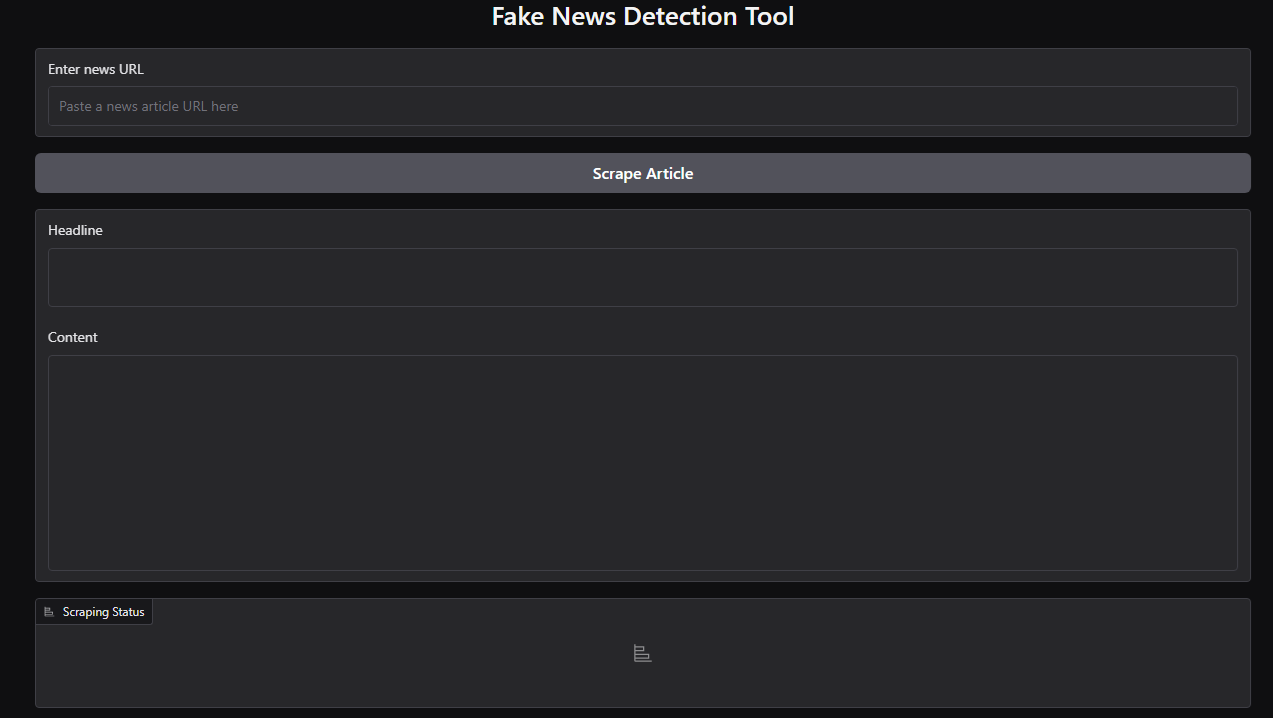 Fake News Detection Tool
Enter news URL
Paste a news article URL here
Scrape Article
Headline
Content
Scraping Status